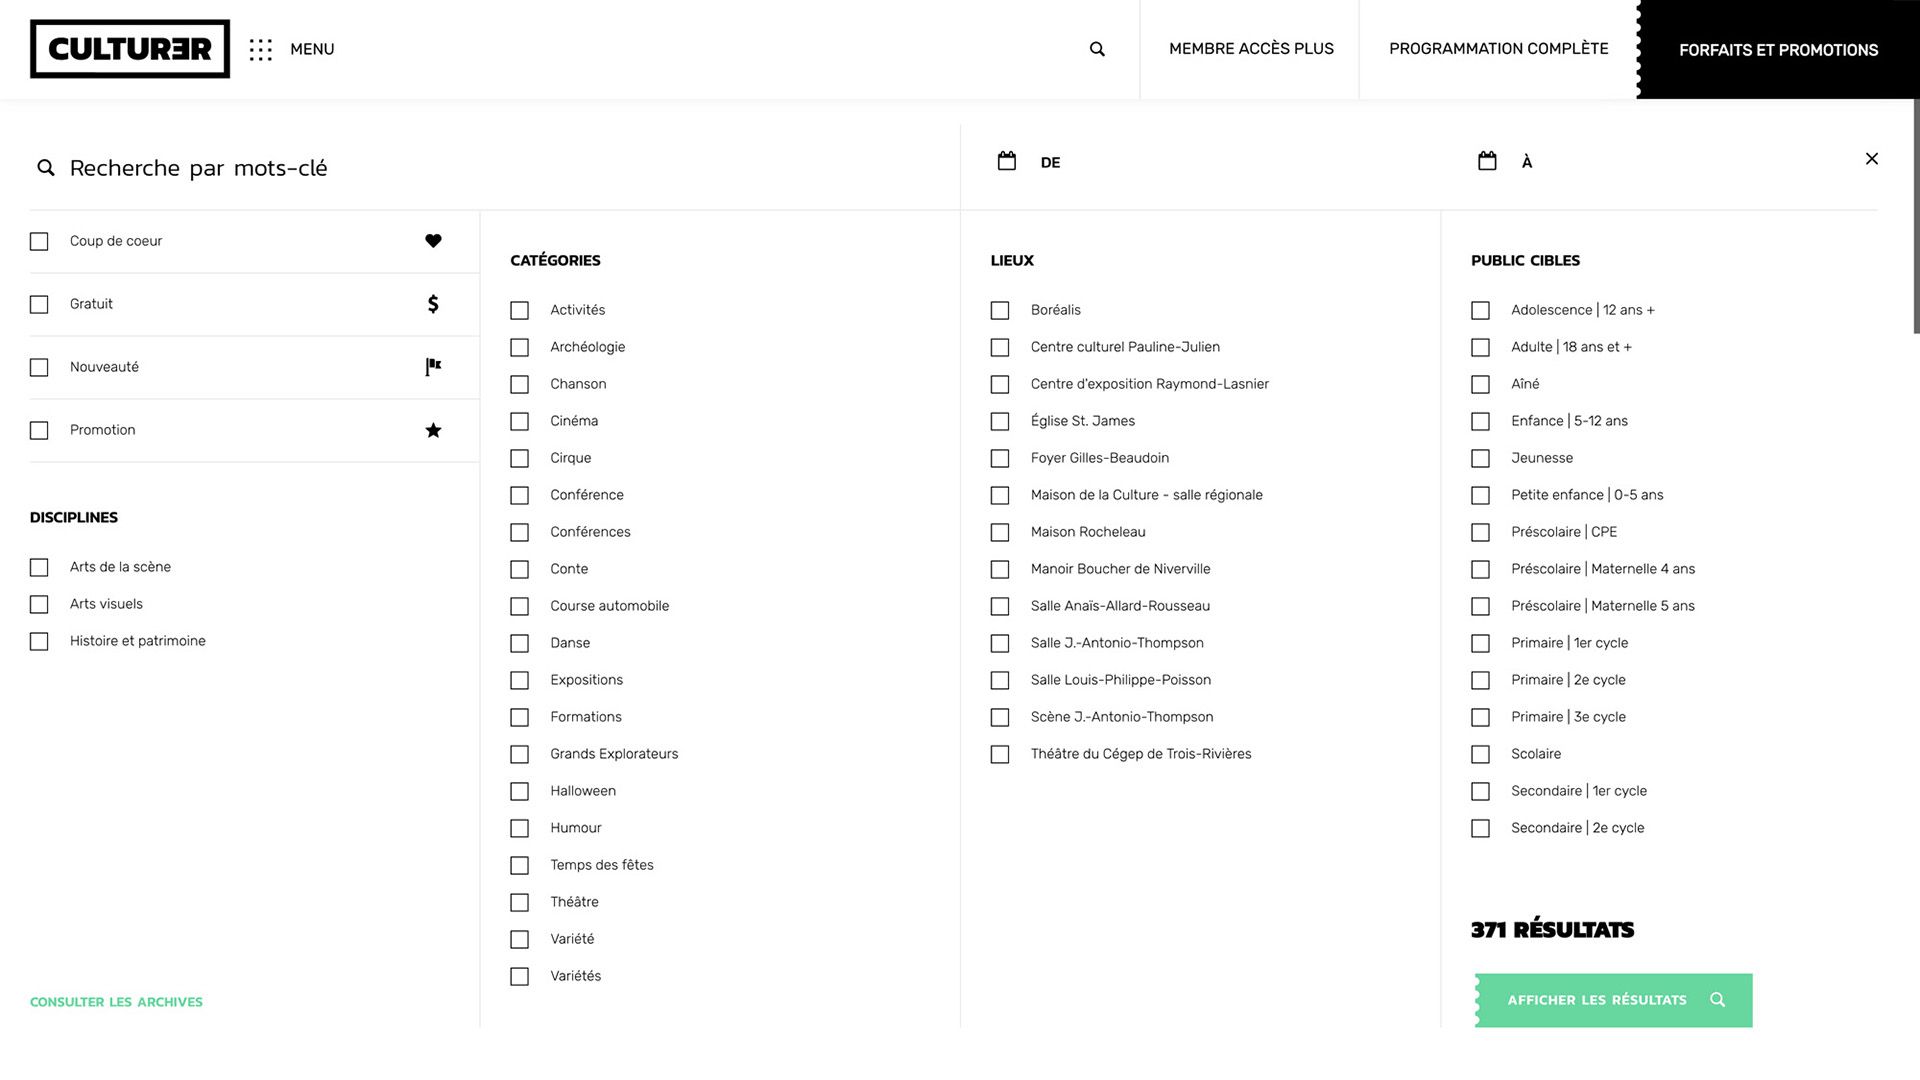 CULTURƎR
MENU
MEMBRE ACCÈS PLUS
PROGRAMMATION COMPLÈTE
FORFAITS ET PROMOTIONS
Recherche par mots-clé
DE
À
Coup de coeur
Gratuit
$
Nouveauté
Promotion
DISCIPLINES
Arts de la scène
Arts visuels
Histoire et patrimoine
CONSULTER LES ARCHIVES
CATÉGORIES
Activités
Archéologie
Chanson
Cinéma
Cirque
Conférence
Conférences
Conte
Course automobile
Danse
Expositions
Formations
Grands Explorateurs
Halloween
Humour
Temps des fêtes
Théâtre
Variété
Variétés
LIEUX
Boréalis
Centre culturel Pauline-Julien
Centre d'exposition Raymond-Lasnier
Église St. James
Foyer Gilles-Beaudoin
Maison de la Culture - salle régionale
Maison Rocheleau
Manoir Boucher de Niverville
Salle Anaïs-Allard-Rousseau
Salle J.-Antonio-Thompson
Salle Louis-Philippe-Poisson
Scène J.-Antonio-Thompson
Théâtre du Cégep de Trois-Rivières
PUBLIC CIBLES
Adolescence | 12 ans +
Adulte | 18 ans et +
Aîné
Enfance | 5-12 ans
Jeunesse
Petite enfance | 0-5 ans
Préscolaire | CPE
Préscolaire | Maternelle 4 ans
Préscolaire | Maternelle 5 ans
Primaire | 1er cycle
Primaire | 2e cycle
Primaire | 3e cycle
Scolaire
Secondaire | 1er cycle
Secondaire | 2e cycle
371 RÉSULTATS
AFFICHER LES RÉSULTATS